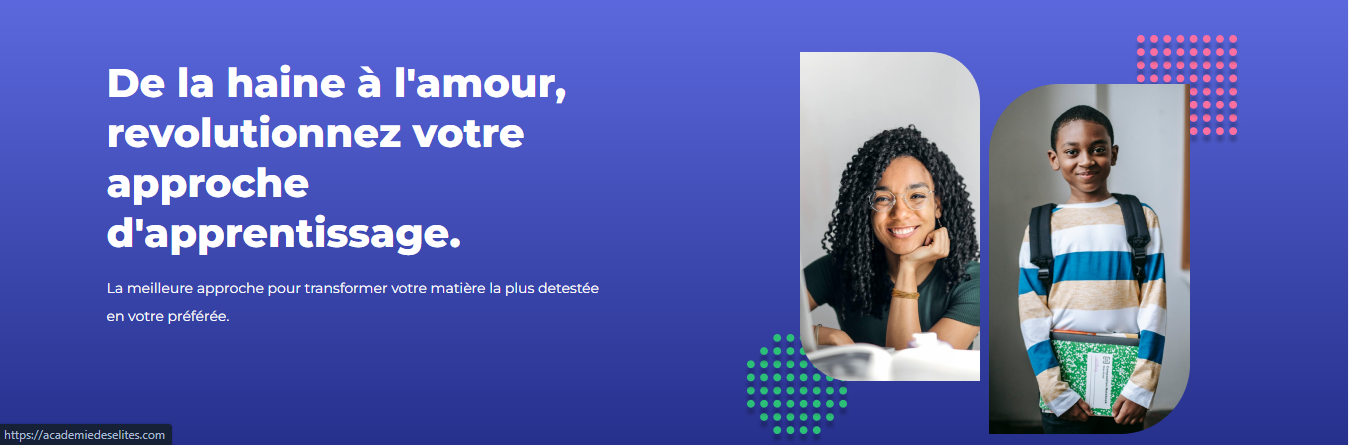 De la haine à l'amour,
revolutionnez votre
approche
d'apprentissage.
La meilleure approche pour transformer votre matière la plus detestée
en votre préférée.
https://academiedeselites.com